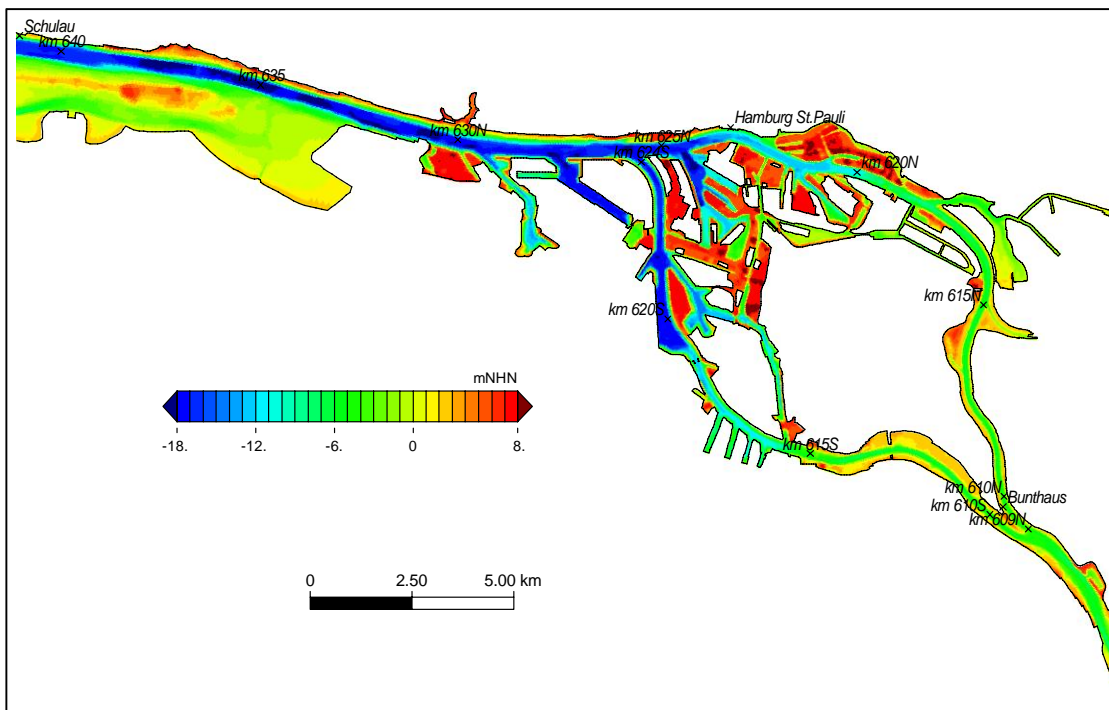 Schulau
km 640
km 635
km 630N
km 625N
km 624S
Hamburg St.Pauli
km 620N
km 615N
km 620S
mNHN
-18. -12. -6. 0 8.
km 615S
km 610N
Bunthaus
km 610S
km 609N
0 2.50 5.00 km